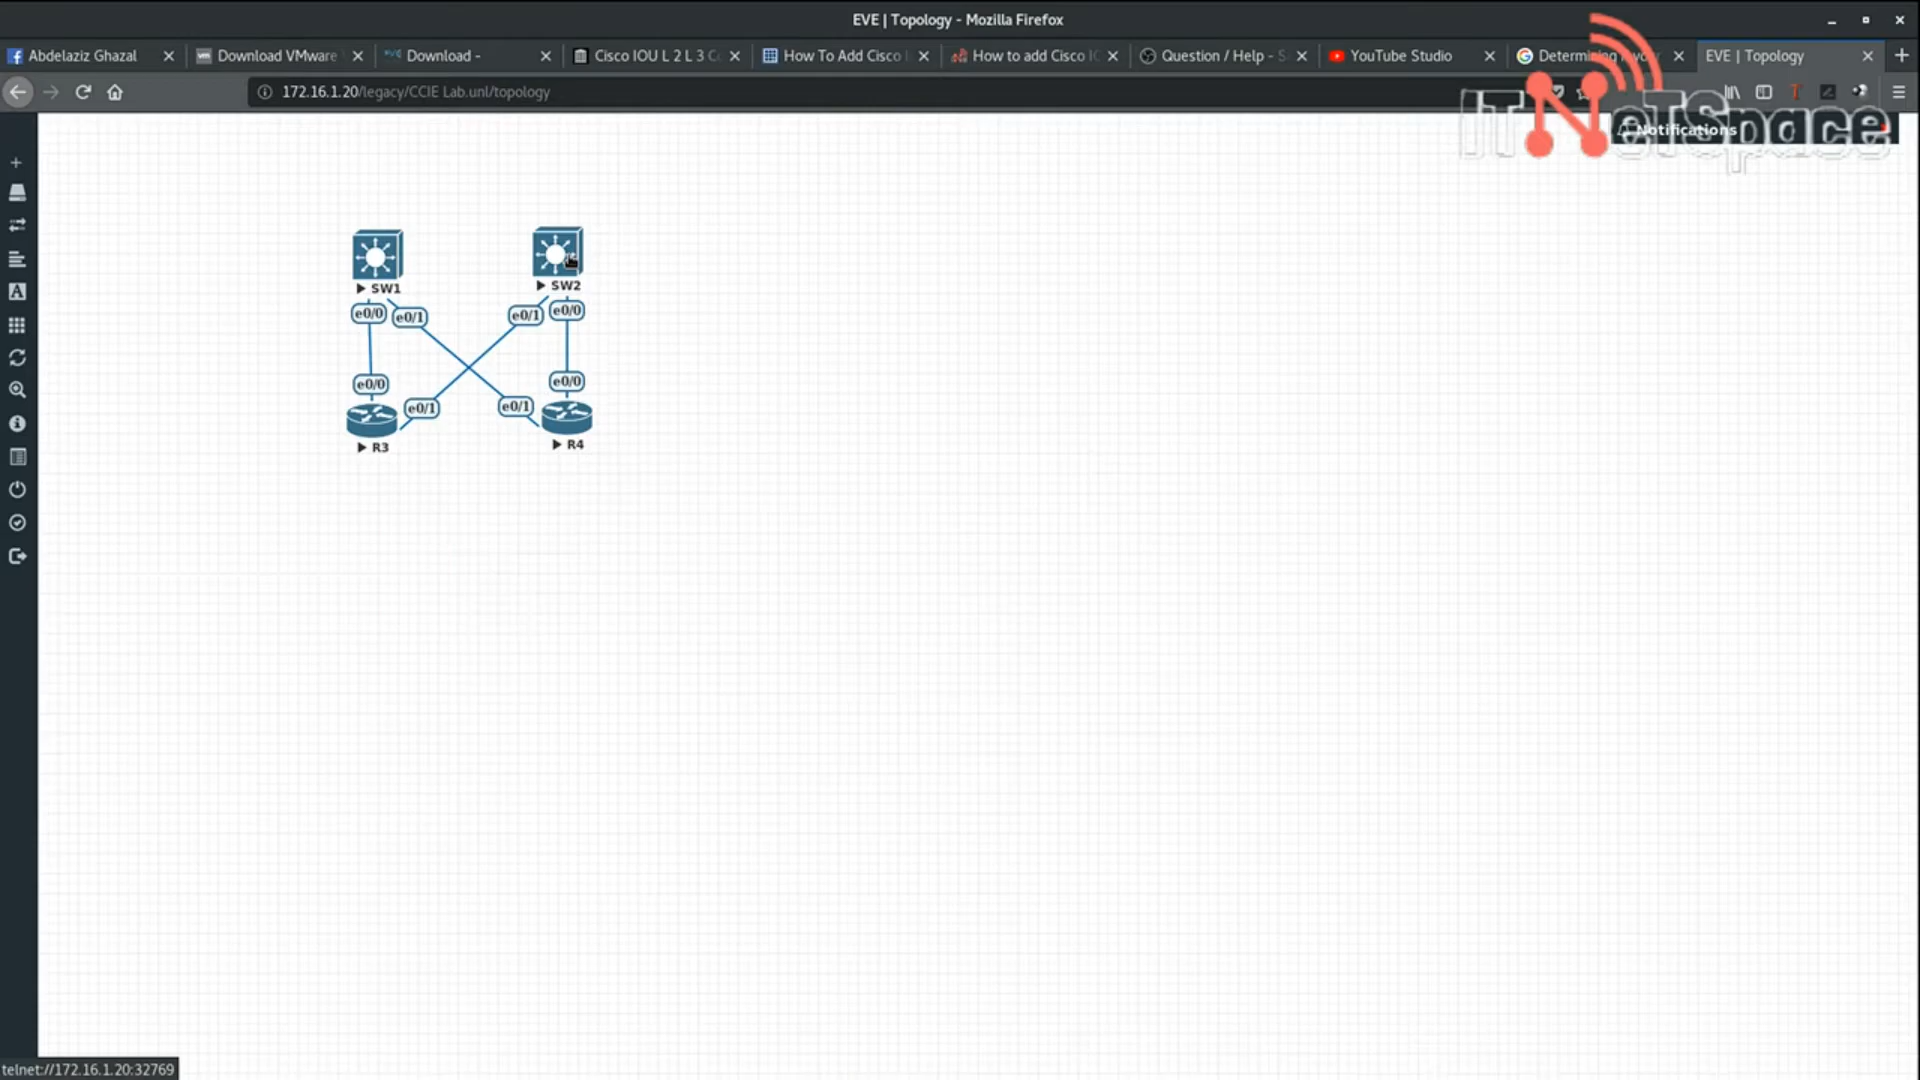 EVE | Topology - Mozilla Firefox
Abdelaziz Ghazal
Download VMware
Download -
Cisco IOU L 2 L 3 C
How To Add Cisco
How to add Cisco IO
Question / Help - S
YouTube Studio
Determining
EVE | Topology
172.16.1.20/legacy/CCIE Lab.unl/topology
ITNeTSpace
Notifications
SW1
SW2
e0/0
e0/1
e0/1
e0/0
e0/0
e0/1
e0/1
e0/0
R3
R4
telnet://172.16.1.20:32769